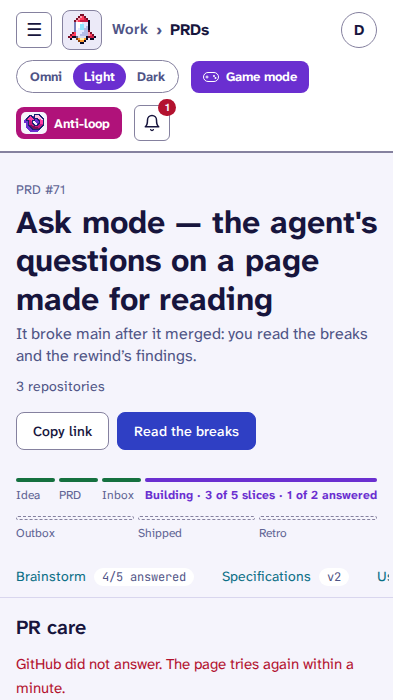 ☰ Work › PRDs D
Omni Light Dark Game mode
Anti-loop 1
PRD #71
Ask mode — the agent's
questions on a page
made for reading
It broke main after it merged: you read the breaks
and the rewind's findings.
3 repositories
Copy link Read the breaks
Idea PRD Inbox Building · 3 of 5 slices · 1 of 2 answered
Outbox Shipped Retro
Brainstorm 4/5 answered Specifications v2
PR care
GitHub did not answer. The page tries again within a
minute.